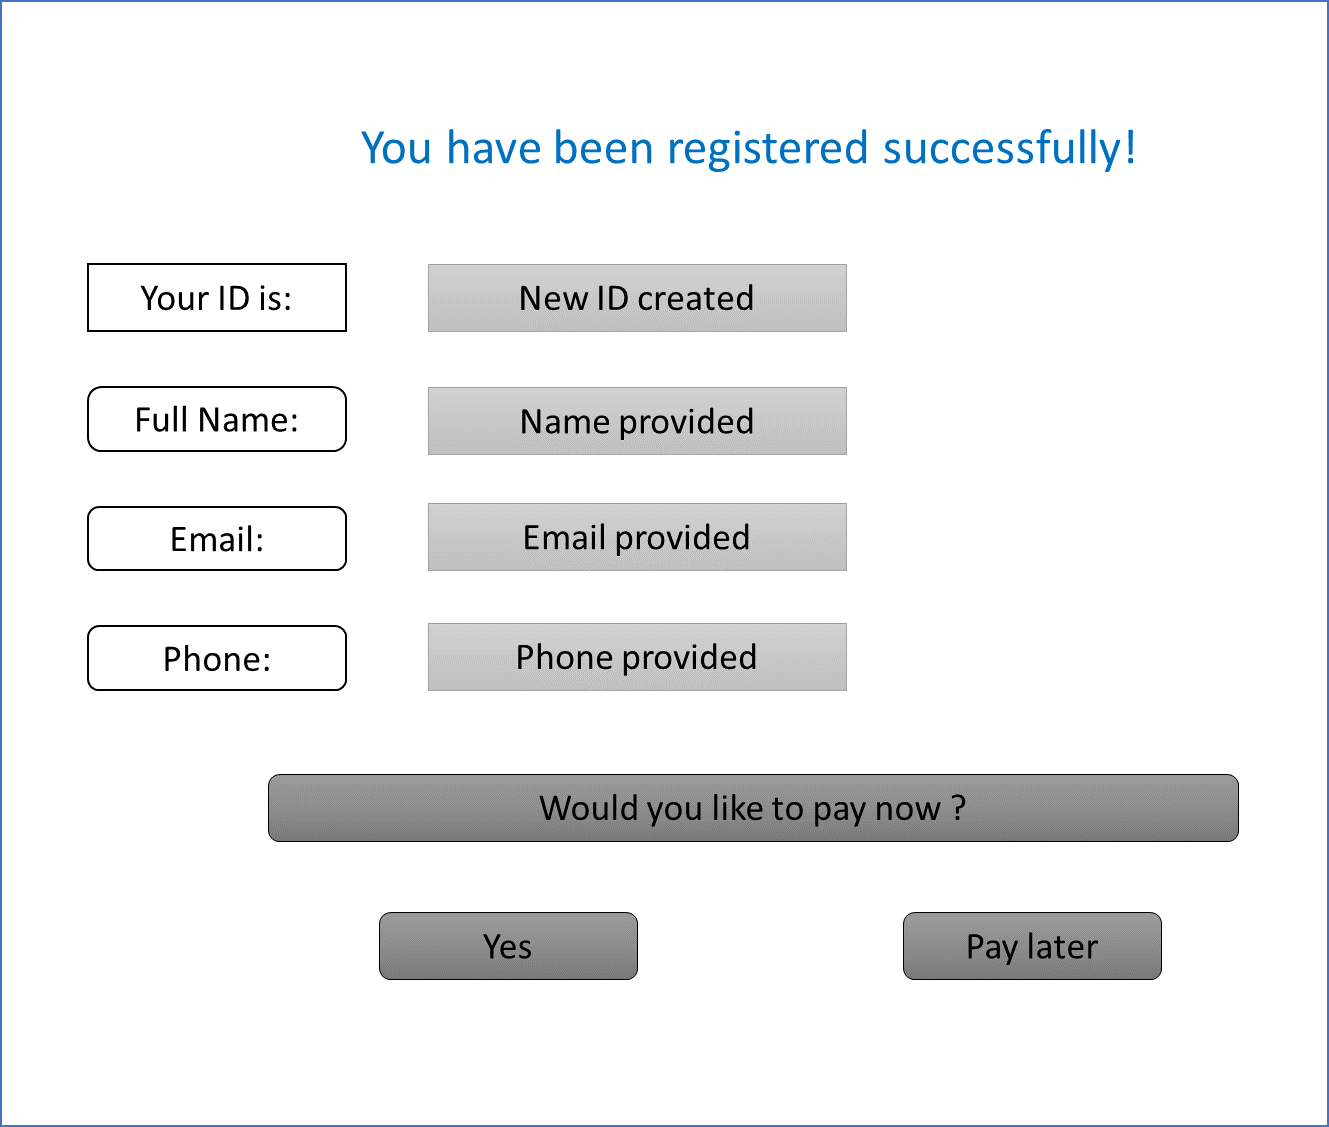 You have been registered successfully!
Your ID is: New ID created
Full Name: Name provided
Email: Email provided
Phone: Phone provided
Would you like to pay now ?
Yes Pay later